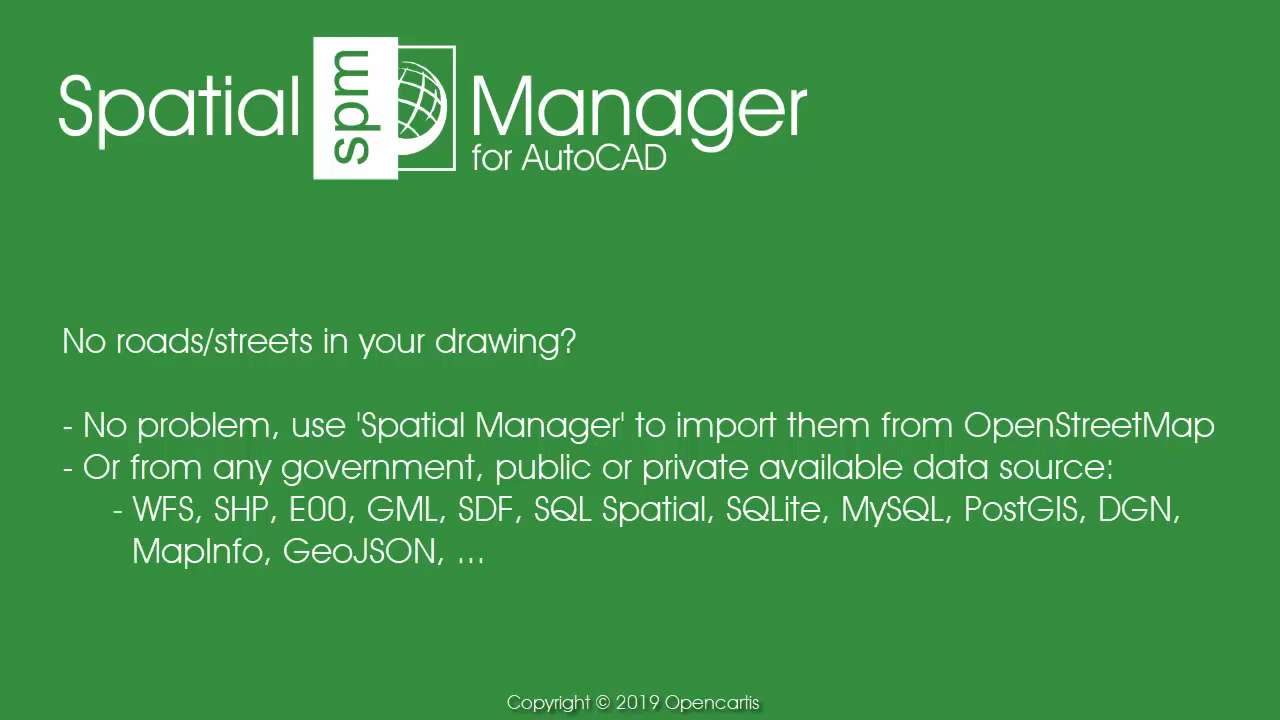 Spatial spm Manager
for AutoCAD
No roads/streets in your drawing?
- No problem, use 'Spatial Manager' to import them from OpenStreetMap
- Or from any government, public or private available data source:
- WFS, SHP, E00, GML, SDF, SQL Spatial, SQLite, MySQL, PostGIS, DGN,
MapInfo, GeoJSON, ...
Copyright © 2019 Opencartis